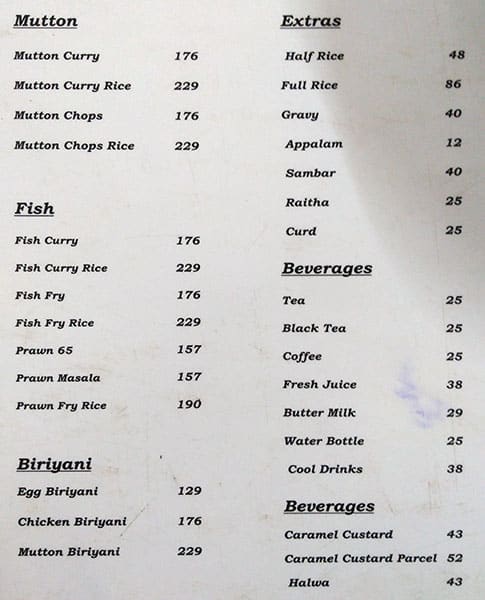 Mutton
Mutton Curry 176
Mutton Curry Rice 229
Mutton Chops 176
Mutton Chops Rice 229
Fish
Fish Curry 176
Fish Curry Rice 229
Fish Fry 176
Fish Fry Rice 229
Prawn 65 157
Prawn Masala 157
Prawn Fry Rice 190
Biriyani
Egg Biriyani 129
Chicken Biriyani 176
Mutton Biriyani 229
Extras
Half Rice 48
Full Rice 86
Gravy 40
Appalam 12
Sambar 40
Raitha 25
Curd 25
Beverages
Tea 25
Black Tea 25
Coffee 25
Fresh Juice 38
Butter Milk 29
Water Bottle 25
Cool Drinks 38
Beverages
Caramel Custard 43
Caramel Custard Parcel 52
Halwa 43